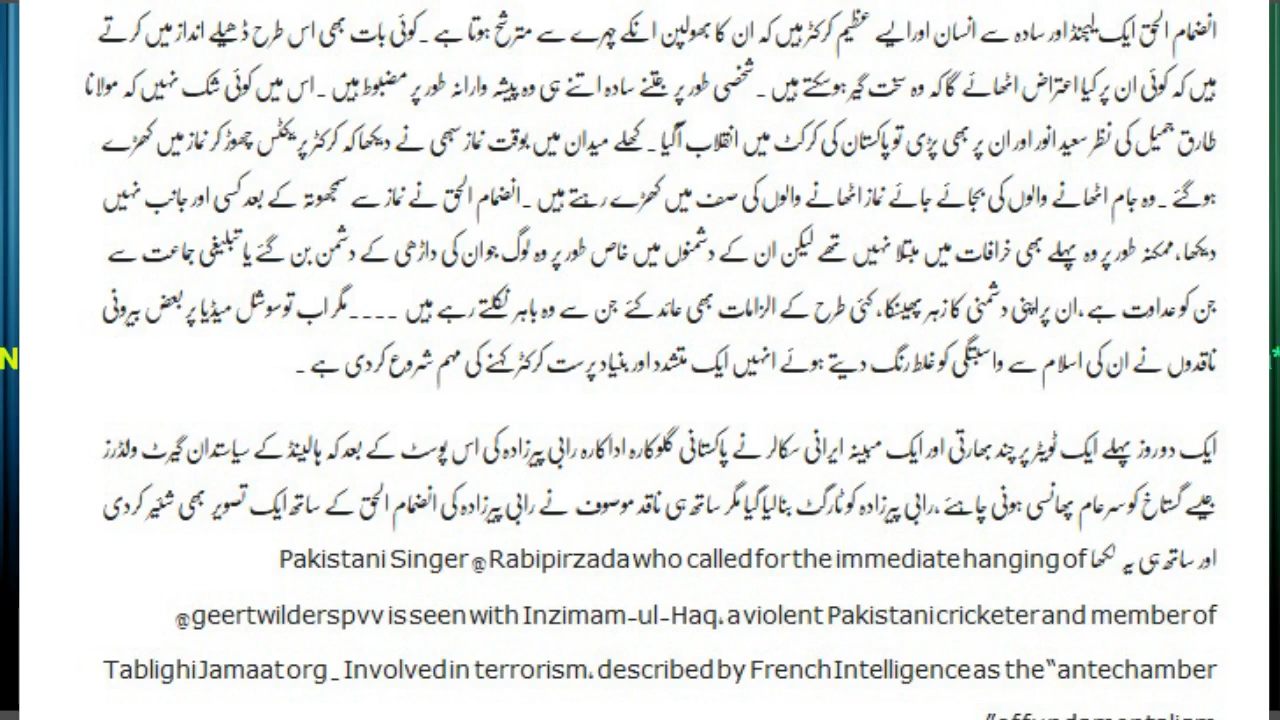 انضمام الحق ایک لیجنڈ اور سادہ سے انسان اورایسے عظیم کرکٹر ہیں کہ ان کا بھولپن انکے چہرے سے مترشح ہوتا ہے ۔کوئی بات بھی اس طرح ڈھیلے انداز میں کرتے
ہیں کہ کوئی ان پر کیا اعتراض اٹھائے گا کہ وہ سخت گیر ہوسکتے ہیں ۔ شخصی طور پر جتنے سادہ اتنے ہی وہ پیشہ وارانہ طور پر مضبوط ہیں ۔اس میں کوئی شک نہیں کہ مولانا
طارق جمیل کی نظر سعید انور اور ان پر بھی پڑی تو پاکستان کی کرکٹ میں انقلاب آگیا ۔ کھلے میدان میں بوقت نماز سبھی نے دیکھا کہ کرکٹر پریکٹس چھوڑ کر نماز میں کھڑے
ہوگئے ۔وہ جام اٹھانے والوں کی بجائے جائے نماز اٹھانے والوں کی صف میں کھڑے رہتے ہیں ۔انضمام الحق نے نماز سے سمجھوتہ کے بعد کسی اور جانب نہیں
دیکھا ،ممکنہ طور پر وہ پہلے بھی خرافات میں مبتلا نہیں تھے لیکن ان کے دشمنوں میں خاص طور پر وہ لوگ جو ان کی داڑھی کے دشمن بن گئے یا تبلیغی جماعت سے
جن کو عداوت ہے ،ان پر اپنی دشمنی کا زہر پھینکا ،کئی طرح کے الزامات بھی عائد کئے جن سے وہ باہر نکلتے رہے ہیں ۔۔۔۔مگر اب تو سوشل میڈیا پر بعض بیرونی
ناقدوں نے ان کی اسلام سے وابستگی کو غلط رنگ دیتے ہوئے انہیں ایک متشدد اور بنیاد پرست کرکٹر کہنے کی مہم شروع کردی ہے ۔
ایک دو روز پہلے ایک ٹویٹر پر چند بھارتی اور ایک مبینہ ایرانی سکالر نے پاکستانی گلوکارہ اداکارہ رابی پیرزادہ کی اس پوسٹ کے بعد کہ ہالینڈ کے سیاستدان گیرٹ ولڈرز
جیسے گستاخ کو سرعام پھانسی ہونی چاہئے ،رابی پیرزادہ کو ٹارگٹ بنالیا گیا مگر ساتھ ہی ناقد موصوف نے رابی پیرزادہ کی انضمام الحق کے ساتھ ایک تصویر بھی شئیر کردی
اور ساتھ ہی یہ لکھا Pakistani Singer @Rabipirzada who called for the immediate hanging of
@geertwilderspvv is seen with Inzimam-ul-Haq، a violent Pakistani cricketer and member of
Tablighi Jamaat org۔ Involved in terrorism، described by French Intelligence as the “antechamber
of fundamentalism”